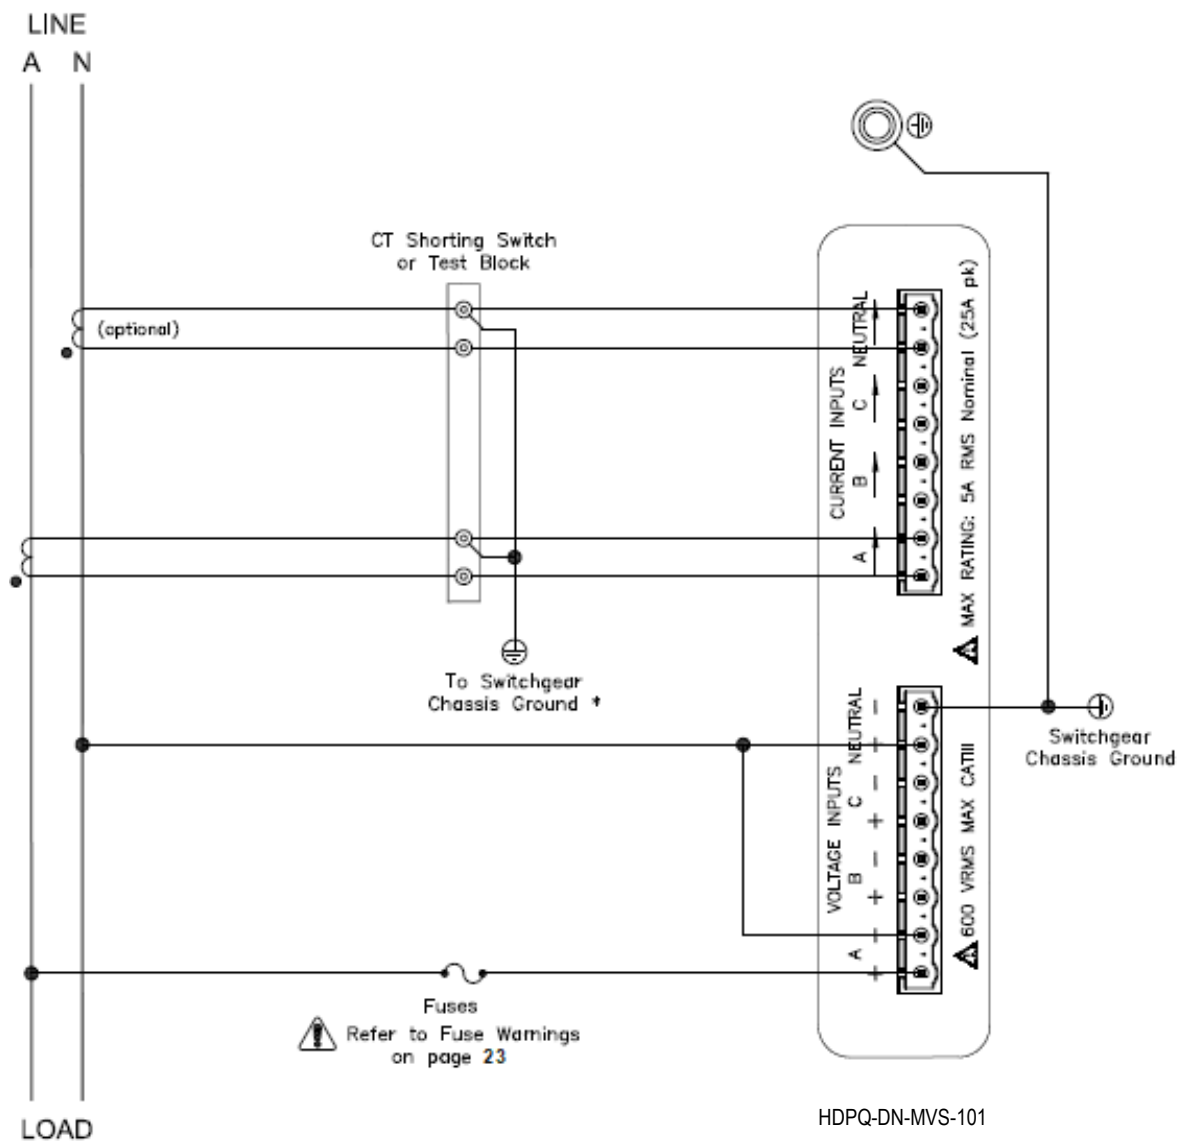 LINE
A N
CT Shorting Switch
or Test Block
(optional)
NEUTRAL
C
B
A
CURRENT INPUTS
MAX RATING: 5A RMS Nominal (25A pk)
To Switchgear
Chassis Ground *
NEUTRAL
- +
C
- +
B
- +
A
- +
VOLTAGE INPUTS
600 VRMS MAX CATIII
Switchgear
Chassis Ground
Fuses
Refer to Fuse Warnings
on page 23
HDPQ-DN-MVS-101
LOAD